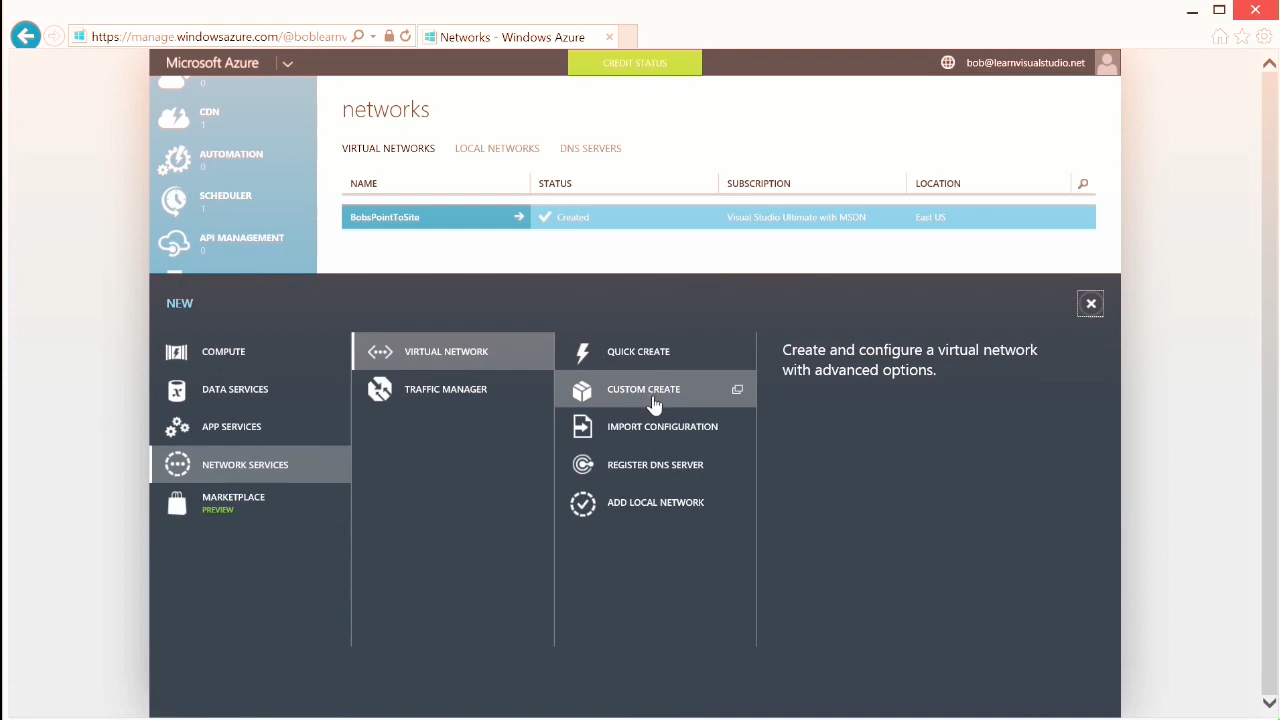 https://manage.windowsazure.com/@boblearnv
Networks - Windows Azure
Microsoft Azure
CREDIT STATUS
bob@learnvisualstudio.net
0
CDN
1
AUTOMATION
0
SCHEDULER
1
API MANAGEMENT
0
networks
VIRTUAL NETWORKS
LOCAL NETWORKS
DNS SERVERS
NAME
STATUS
SUBSCRIPTION
LOCATION
BobsPointToSite
Created
Visual Studio Ultimate with MSDN
East US
NEW
COMPUTE
DATA SERVICES
APP SERVICES
NETWORK SERVICES
MARKETPLACE
PREVIEW
VIRTUAL NETWORK
TRAFFIC MANAGER
QUICK CREATE
CUSTOM CREATE
IMPORT CONFIGURATION
REGISTER DNS SERVER
ADD LOCAL NETWORK
Create and configure a virtual network
with advanced options.